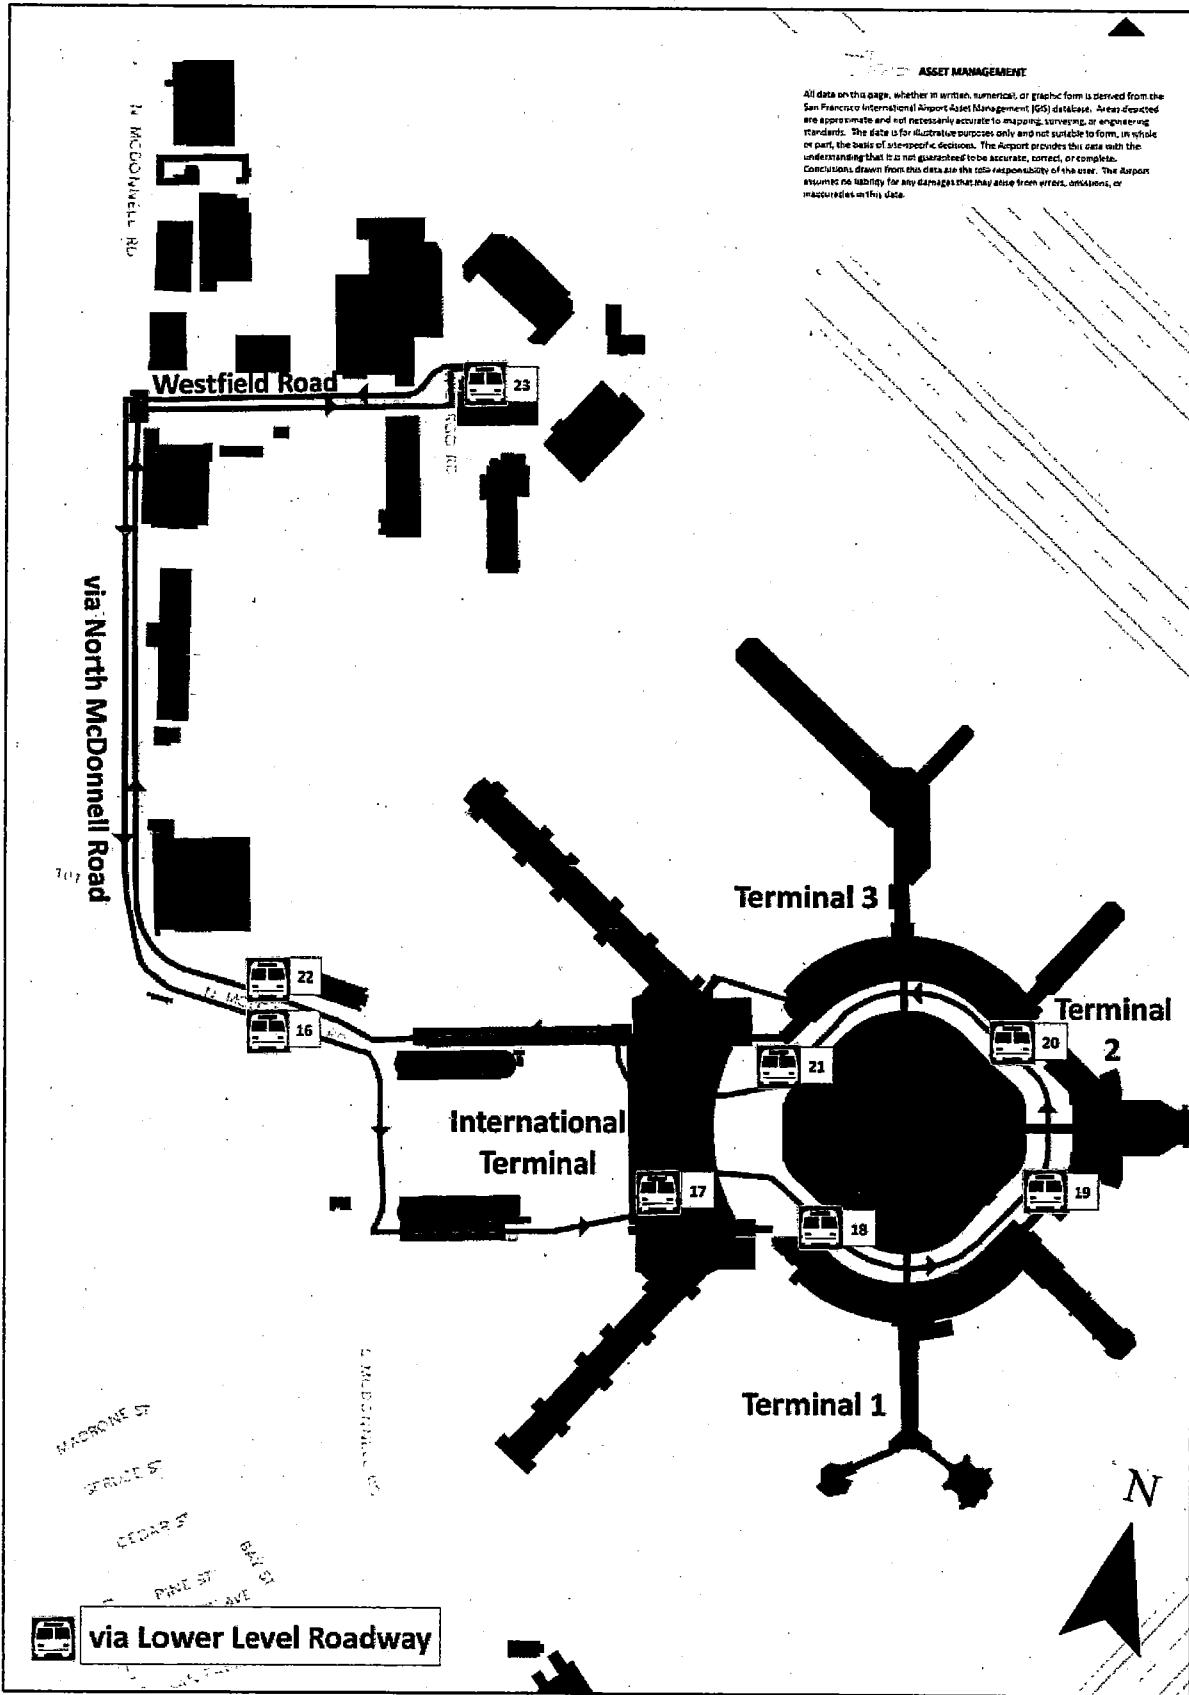 ASSET MANAGEMENT
All data on this page, whether in written, numerical, or graphic form is derived from the
San Francisco International Airport Asset Management (GIS) database. Areas depicted
are approximate and not necessarily accurate to mapping, surveying, or engineering
standards. The data is for illustrative purposes only and not suitable to form, in whole
or part, the basis of site-specific decisions. The Airport provides this data with the
understanding that it is not guaranteed to be accurate, correct, or complete.
Conclusions drawn from this data are the sole responsibility of the user. The Airport
assumes no liability for any damages that may arise from errors, omissions, or
inaccuracies in this data.
N MCDONNELL RD
Westfield Road
23
via North McDonnell Road
Terminal 3
22
16
Terminal
2
20
21
International
Terminal
17
19
18
Terminal 1
MADRONE ST
SPRUCE ST
CEDAR ST
PINE ST
BAY ST
AVE
N
via Lower Level Roadway